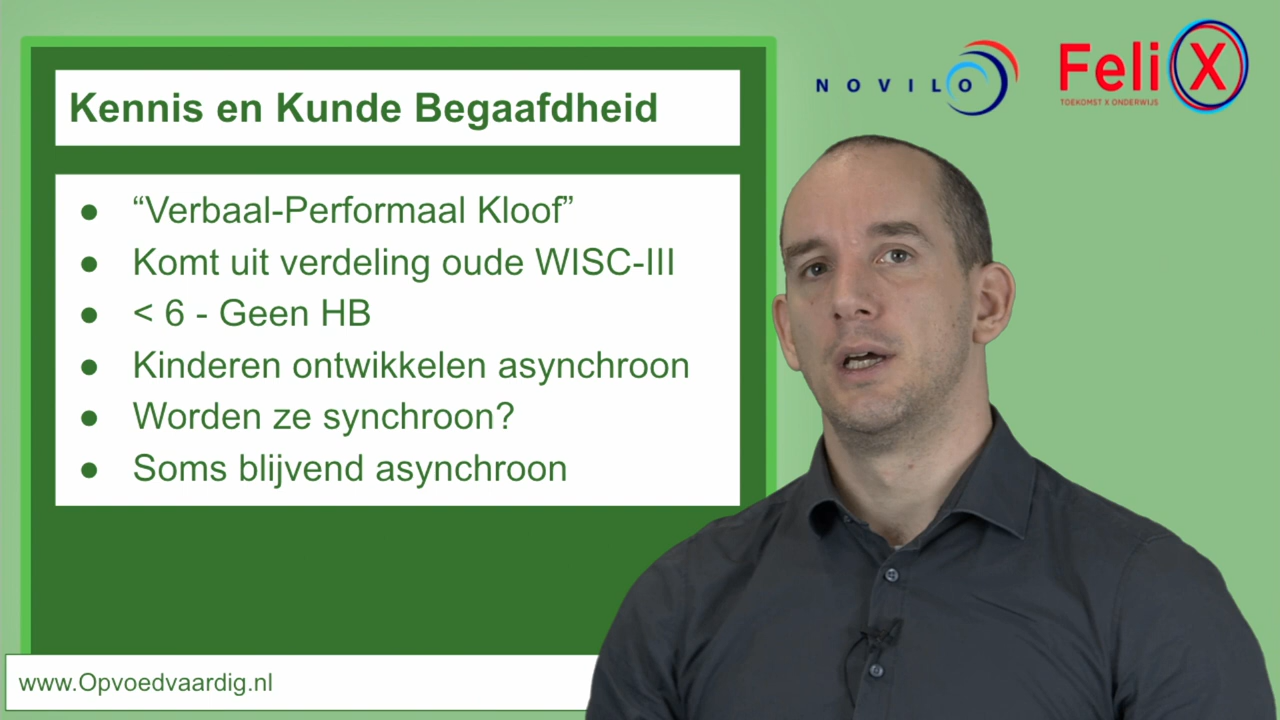 NOVILO
FeliX
TOEKOMST X ONDERWIJS
Kennis en Kunde Begaafdheid
● “Verbaal-Performaal Kloof”
● Komt uit verdeling oude WISC-III
● < 6 - Geen HB
● Kinderen ontwikkelen asynchroon
● Worden ze synchroon?
● Soms blijvend asynchroon
www.Opvoedvaardig.nl